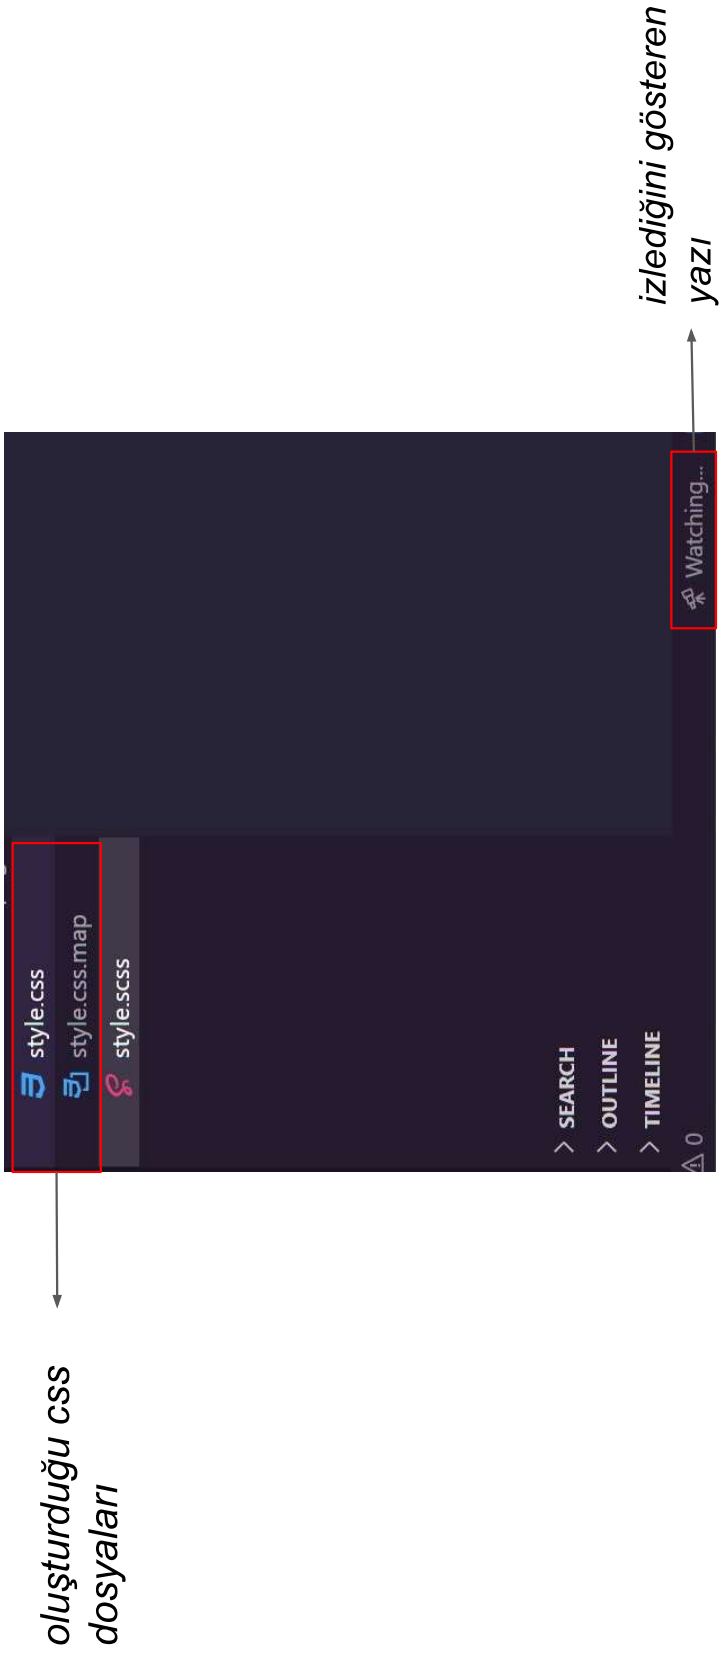 oluşturduğu css
dosyaları
style.css
style.css.map
style.scss
SEARCH
OUTLINE
TIMELINE
0
Watching...
izlediğini gösteren
yazı